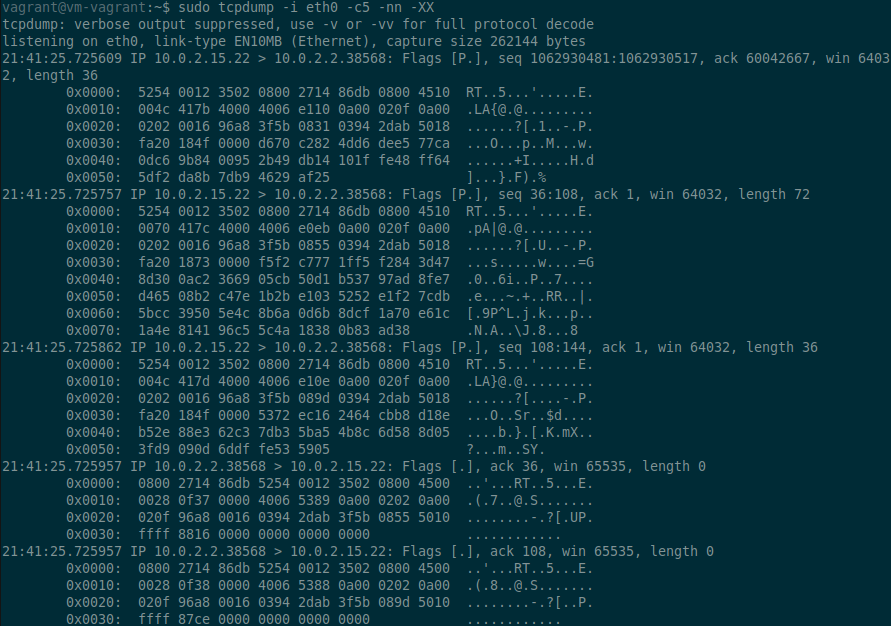 vagrant@vm-vagrant:~$ sudo tcpdump -i eth0 -c5 -nn -XX
tcpdump: verbose output suppressed, use -v or -vv for full protocol decode
listening on eth0, link-type EN10MB (Ethernet), capture size 262144 bytes
21:41:25.725609 IP 10.0.2.15.22 > 10.0.2.2.38568: Flags [P.], seq 1062930481:1062930517, ack 60042667, win 6403
2, length 36
0x0000:  5254 0012 3502 0800 2714 86db 0800 4510  RT..5...'.....E.
0x0010:  004c 417b 4000 4006 e110 0a00 020f 0a00  .LA{@.@.........
0x0020:  0202 0016 96a8 3f5b 0831 0394 2dab 5018  ......?[.1..-.P.
0x0030:  fa20 184f 0000 d670 c282 4dd6 dee5 77ca  ...O...p..M...w.
0x0040:  0dc6 9b84 0095 2b49 db14 101f fe48 ff64  ......+I.....H.d
0x0050:  5df2 da8b 7db9 4629 af25                 ]...}.F).%
21:41:25.725757 IP 10.0.2.15.22 > 10.0.2.2.38568: Flags [P.], seq 36:108, ack 1, win 64032, length 72
0x0000:  5254 0012 3502 0800 2714 86db 0800 4510  RT..5...'.....E.
0x0010:  0070 417c 4000 4006 e0eb 0a00 020f 0a00  .pA|@.@.........
0x0020:  0202 0016 96a8 3f5b 0855 0394 2dab 5018  ......?[.U..-.P.
0x0030:  fa20 1873 0000 f5f2 c777 1ff5 f284 3d47  ...s.....w....=G
0x0040:  8d30 0ac2 3669 05cb 50d1 b537 97ad 8fe7  .0..6i..P..7....
0x0050:  d465 08b2 c47e 1b2b e103 5252 e1f2 7cdb  .e...~.+..RR..|.
0x0060:  5bcc 3950 5e4c 8b6a 0d6b 8dcf 1a70 e61c  [.9P^L.j.k...p..
0x0070:  1a4e 8141 96c5 5c4a 1838 0b83 ad38       .N.A..\J.8...8
21:41:25.725862 IP 10.0.2.15.22 > 10.0.2.2.38568: Flags [P.], seq 108:144, ack 1, win 64032, length 36
0x0000:  5254 0012 3502 0800 2714 86db 0800 4510  RT..5...'.....E.
0x0010:  004c 417d 4000 4006 e10e 0a00 020f 0a00  .LA}@.@.........
0x0020:  0202 0016 96a8 3f5b 089d 0394 2dab 5018  ......?[....-.P.
0x0030:  fa20 184f 0000 5372 ec16 2464 cbb8 d18e  ...O..Sr..$d....
0x0040:  b52e 88e3 62c3 7db3 5ba5 4b8c 6d58 8d05  ....b.}.[.K.mX..
0x0050:  3fd9 090d 6ddf fe53 5905                 ?...m..SY.
21:41:25.725957 IP 10.0.2.2.38568 > 10.0.2.15.22: Flags [.], ack 36, win 65535, length 0
0x0000:  0800 2714 86db 5254 0012 3502 0800 4500  ..'...RT..5...E.
0x0010:  0028 0f37 0000 4006 5389 0a00 0202 0a00  .(.7..@.S.......
0x0020:  020f 96a8 0016 0394 2dab 3f5b 0855 5010  ........-.?[.UP.
0x0030:  ffff 8816 0000 0000 0000 0000            ............
21:41:25.725957 IP 10.0.2.2.38568 > 10.0.2.15.22: Flags [.], ack 108, win 65535, length 0
0x0000:  0800 2714 86db 5254 0012 3502 0800 4500  ..'...RT..5...E.
0x0010:  0028 0f38 0000 4006 5388 0a00 0202 0a00  .(.8..@.S.......
0x0020:  020f 96a8 0016 0394 2dab 3f5b 089d 5010  ........-.?[..P.
0x0030:  ffff 87ce 0000 0000 0000 0000            ............